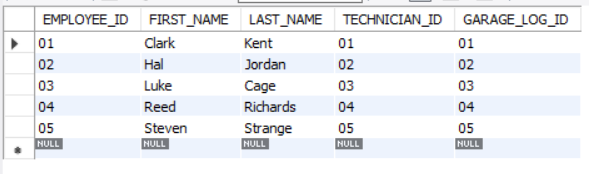 EMPLOYEE_ID FIRST_NAME LAST_NAME TECHNICIAN_ID GARAGE_LOG_ID
01 Clark Kent 01 01
02 Hal Jordan 02 02
03 Luke Cage 03 03
04 Reed Richards 04 04
05 Steven Strange 05 05
NULL NULL NULL NULL NULL